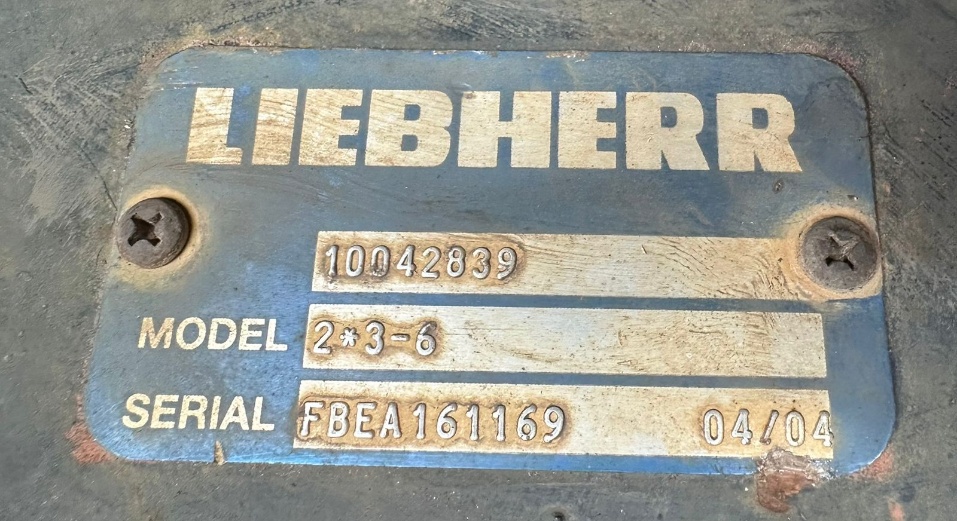 LIEBHERR
10042839
MODEL 2*3-6
SERIAL FBEA161169 04/04